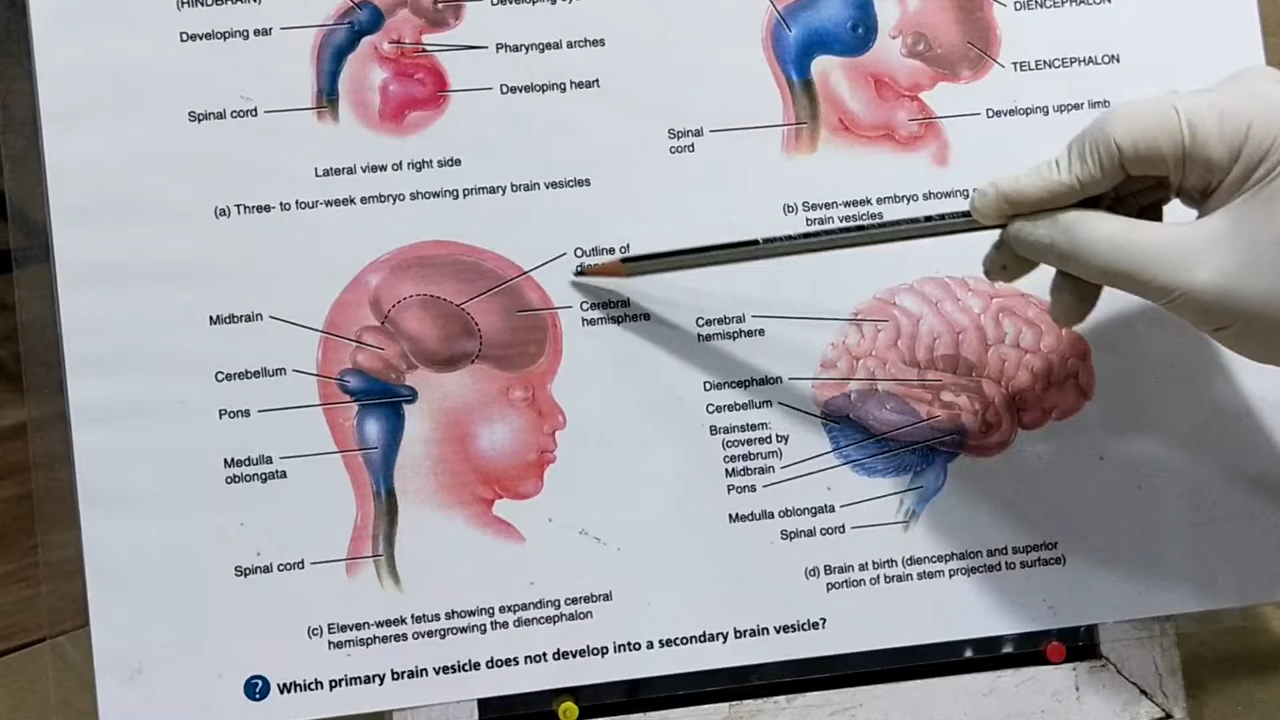 (HINDBRAIN)
Developing ear
Pharyngeal arches
Developing heart
Spinal cord
Lateral view of right side
(a) Three- to four-week embryo showing primary brain vesicles
DIENCEPHALON
TELENCEPHALON
Developing upper limb
Spinal
cord
(b) Seven-week embryo showing
brain vesicles
Outline of
Cerebral
hemisphere
Midbrain
Cerebellum
Pons
Medulla
oblongata
Spinal cord
(c) Eleven-week fetus showing expanding cerebral
hemispheres overgrowing the diencephalon
Cerebral
hemisphere
Diencephalon
Cerebellum
Brainstem:
(covered by
cerebrum)
Midbrain
Pons
Medulla oblongata
Spinal cord
(d) Brain at birth (diencephalon and superior
portion of brain stem projected to surface)
? Which primary brain vesicle does not develop into a secondary brain vesicle?